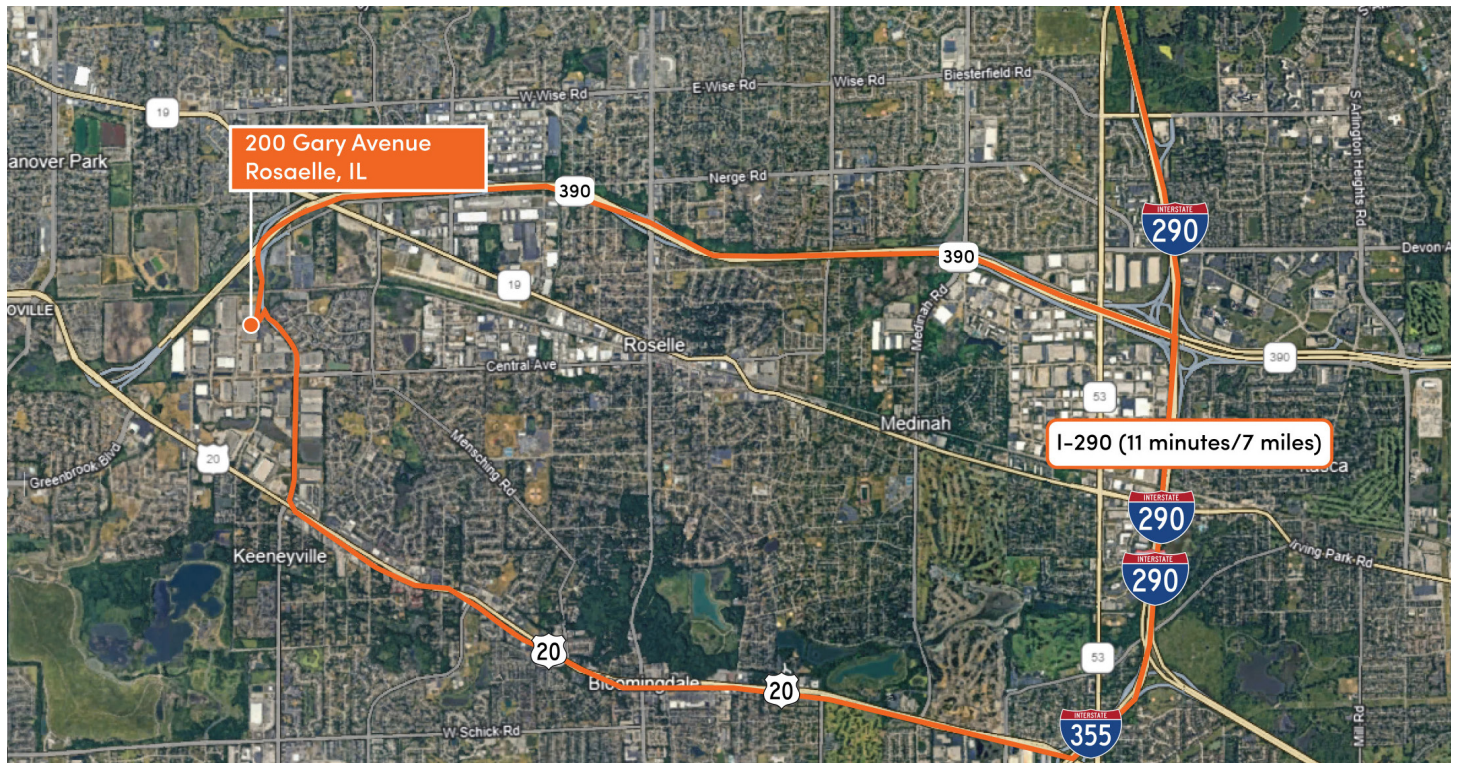 W Wise Rd
E Wise Rd
Wise Rd
Biesterfield Rd
S Arlington Heights Rd
19
200 Gary Avenue
Rosaelle, IL
anover Park
390
Nerge Rd
INTERSTATE
290
Devon A
390
OVILLE
19
Medinah Rd
Roselle
390
Central Ave
53
Medinah
I-290 (11 minutes/7 miles)
Itasca
Greenbrook Blvd
20
Mensching Rd
INTERSTATE
290
Irving Park Rd
Keeneyville
INTERSTATE
290
20
53
Bloomingdale
20
W Schick Rd
INTERSTATE
355
Mill Rd